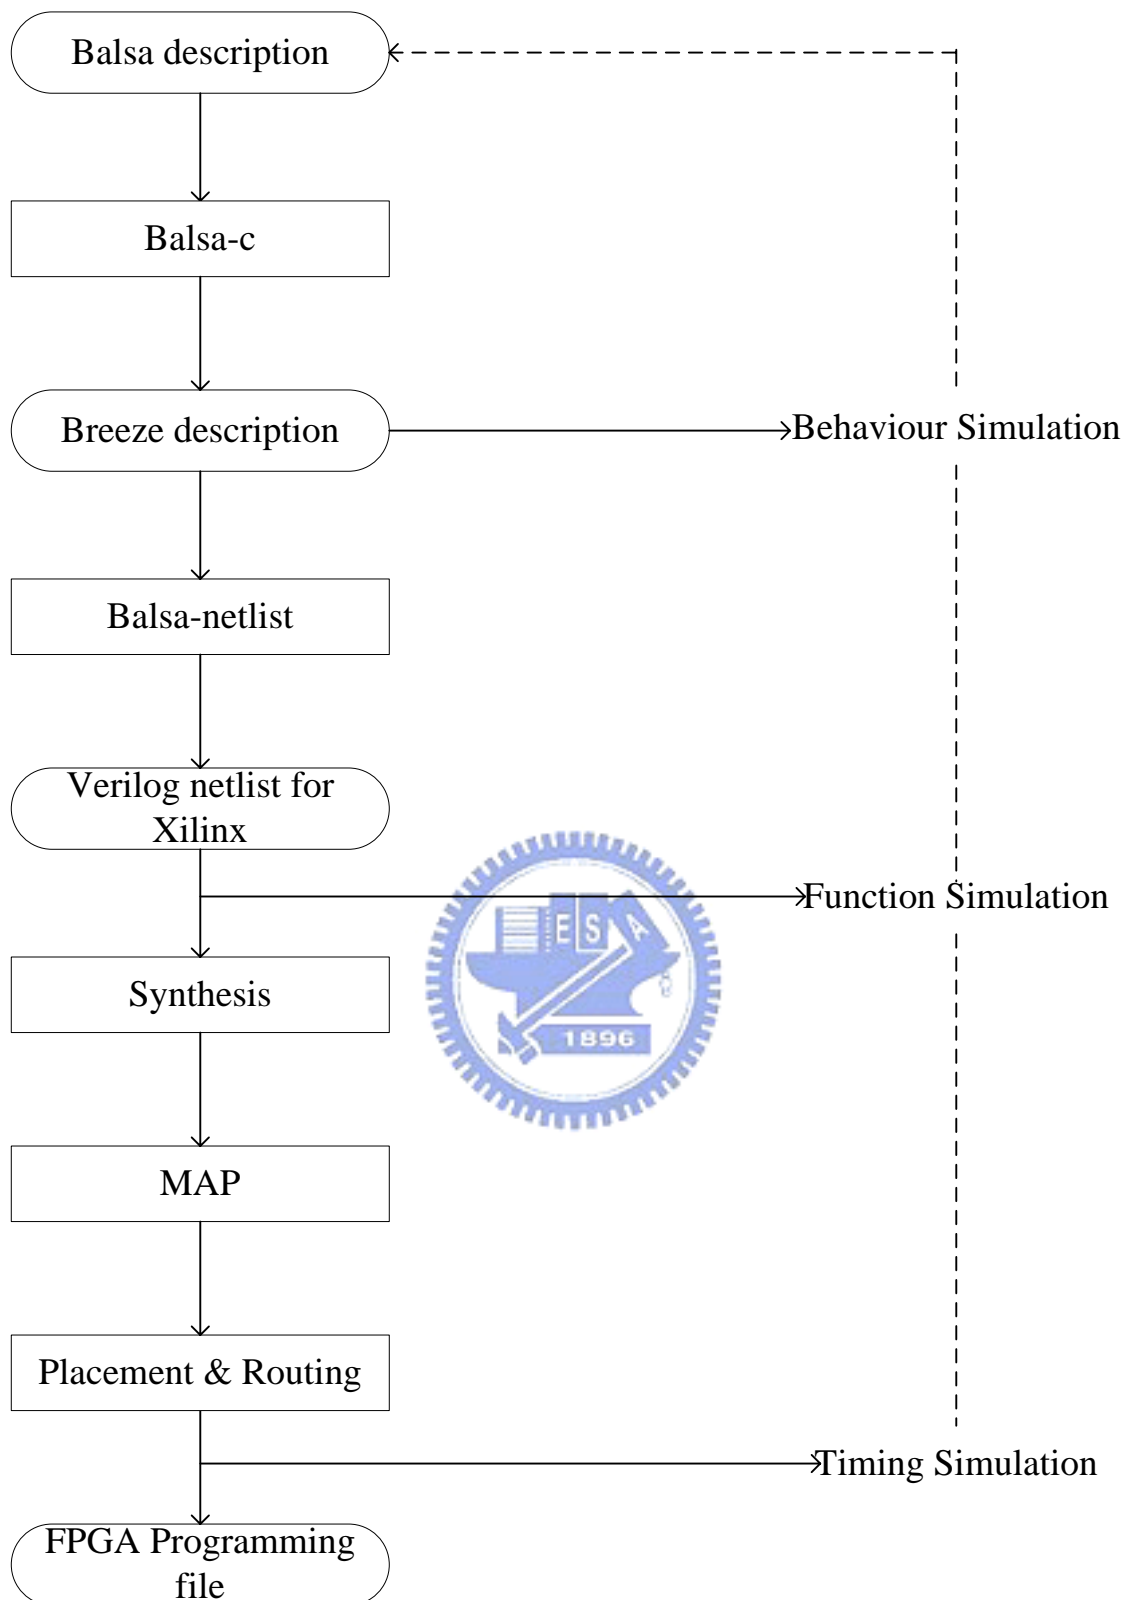 Balsa description
Balsa-c
Breeze description
Behaviour Simulation
Balsa-netlist
Verilog netlist for
Xilinx
Function Simulation
E S A
1896
Synthesis
MAP
Placement & Routing
Timing Simulation
FPGA Programming
file